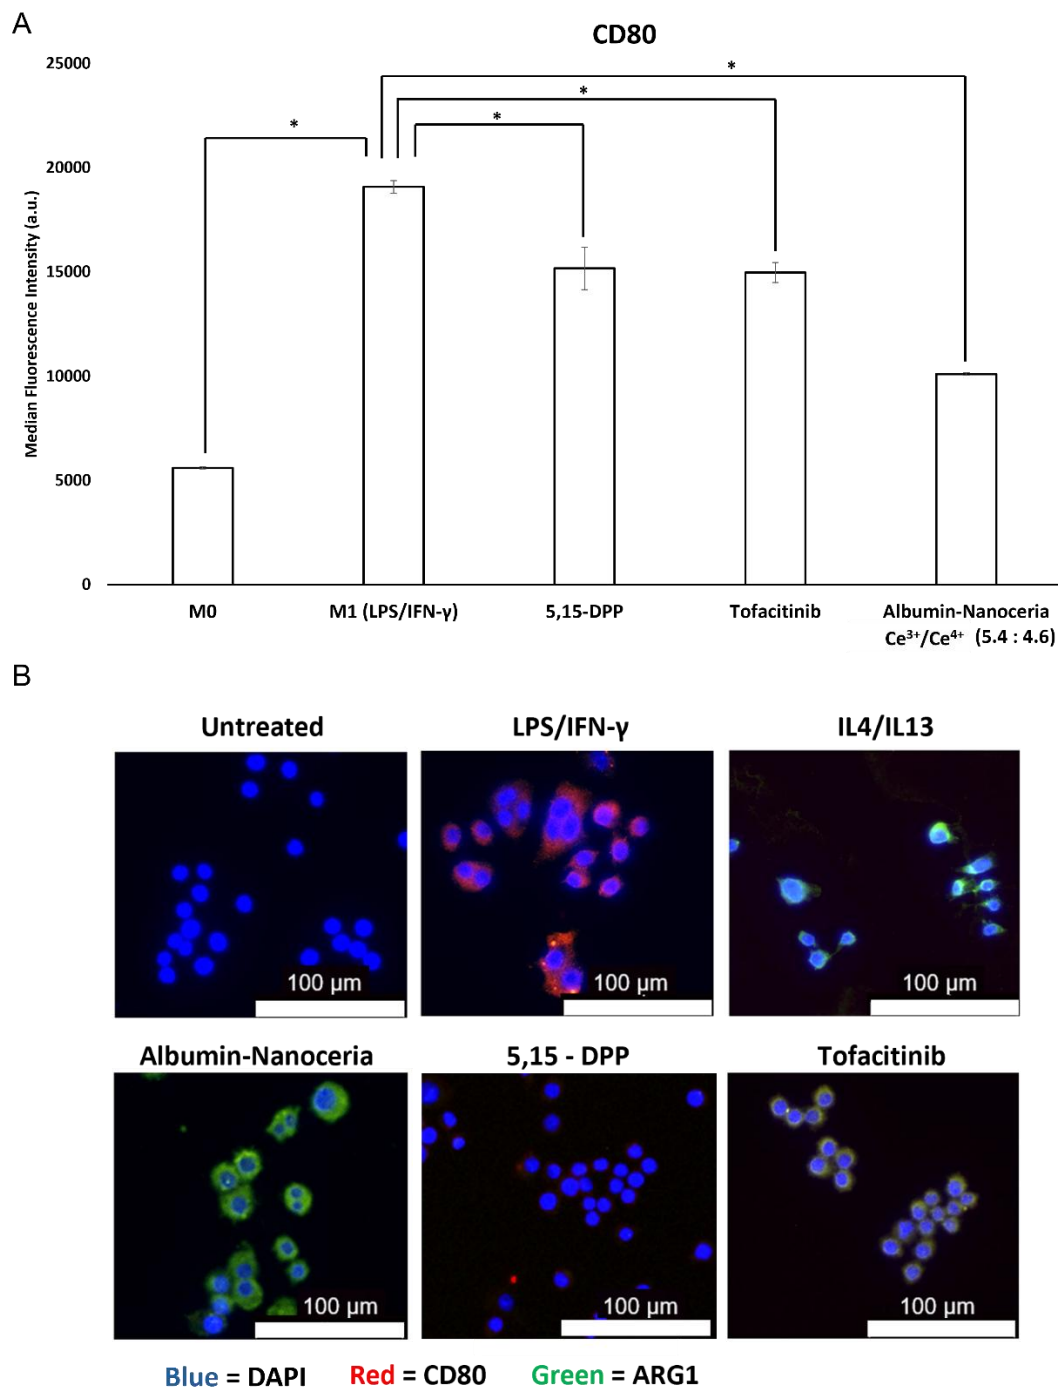 A
CD80
25000
20000
15000
10000
5000
0
Median Fluorescence Intensity (a.u.)
*
*
*
*
M0
M1 (LPS/IFN-γ)
5,15-DPP
Tofacitinib
Albumin-Nanoceria
Ce³⁺/Ce⁴⁺ (5.4 : 4.6)
B
Untreated
LPS/IFN-γ
IL4/IL13
100 µm
100 µm
100 µm
Albumin-Nanoceria
5,15 - DPP
Tofacitinib
100 µm
100 µm
100 µm
Blue = DAPI Red = CD80 Green = ARG1